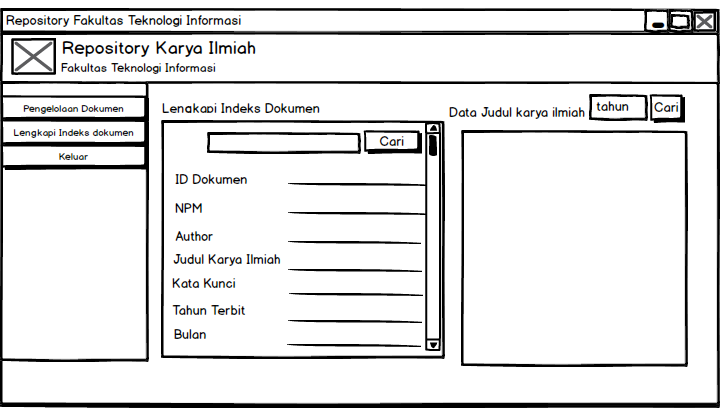 Repository Fakultas Teknologi Informasi
Repository Karya Ilmiah
Fakultas Teknologi Informasi
Pengelolaan Dokumen
Lengkapi Indeks dokumen
Keluar
Lengkapi Indeks Dokumen
Cari
ID Dokumen
NPM
Author
Judul Karya Ilmiah
Kata Kunci
Tahun Terbit
Bulan
Data Judul karya ilmiah
tahun
Cari